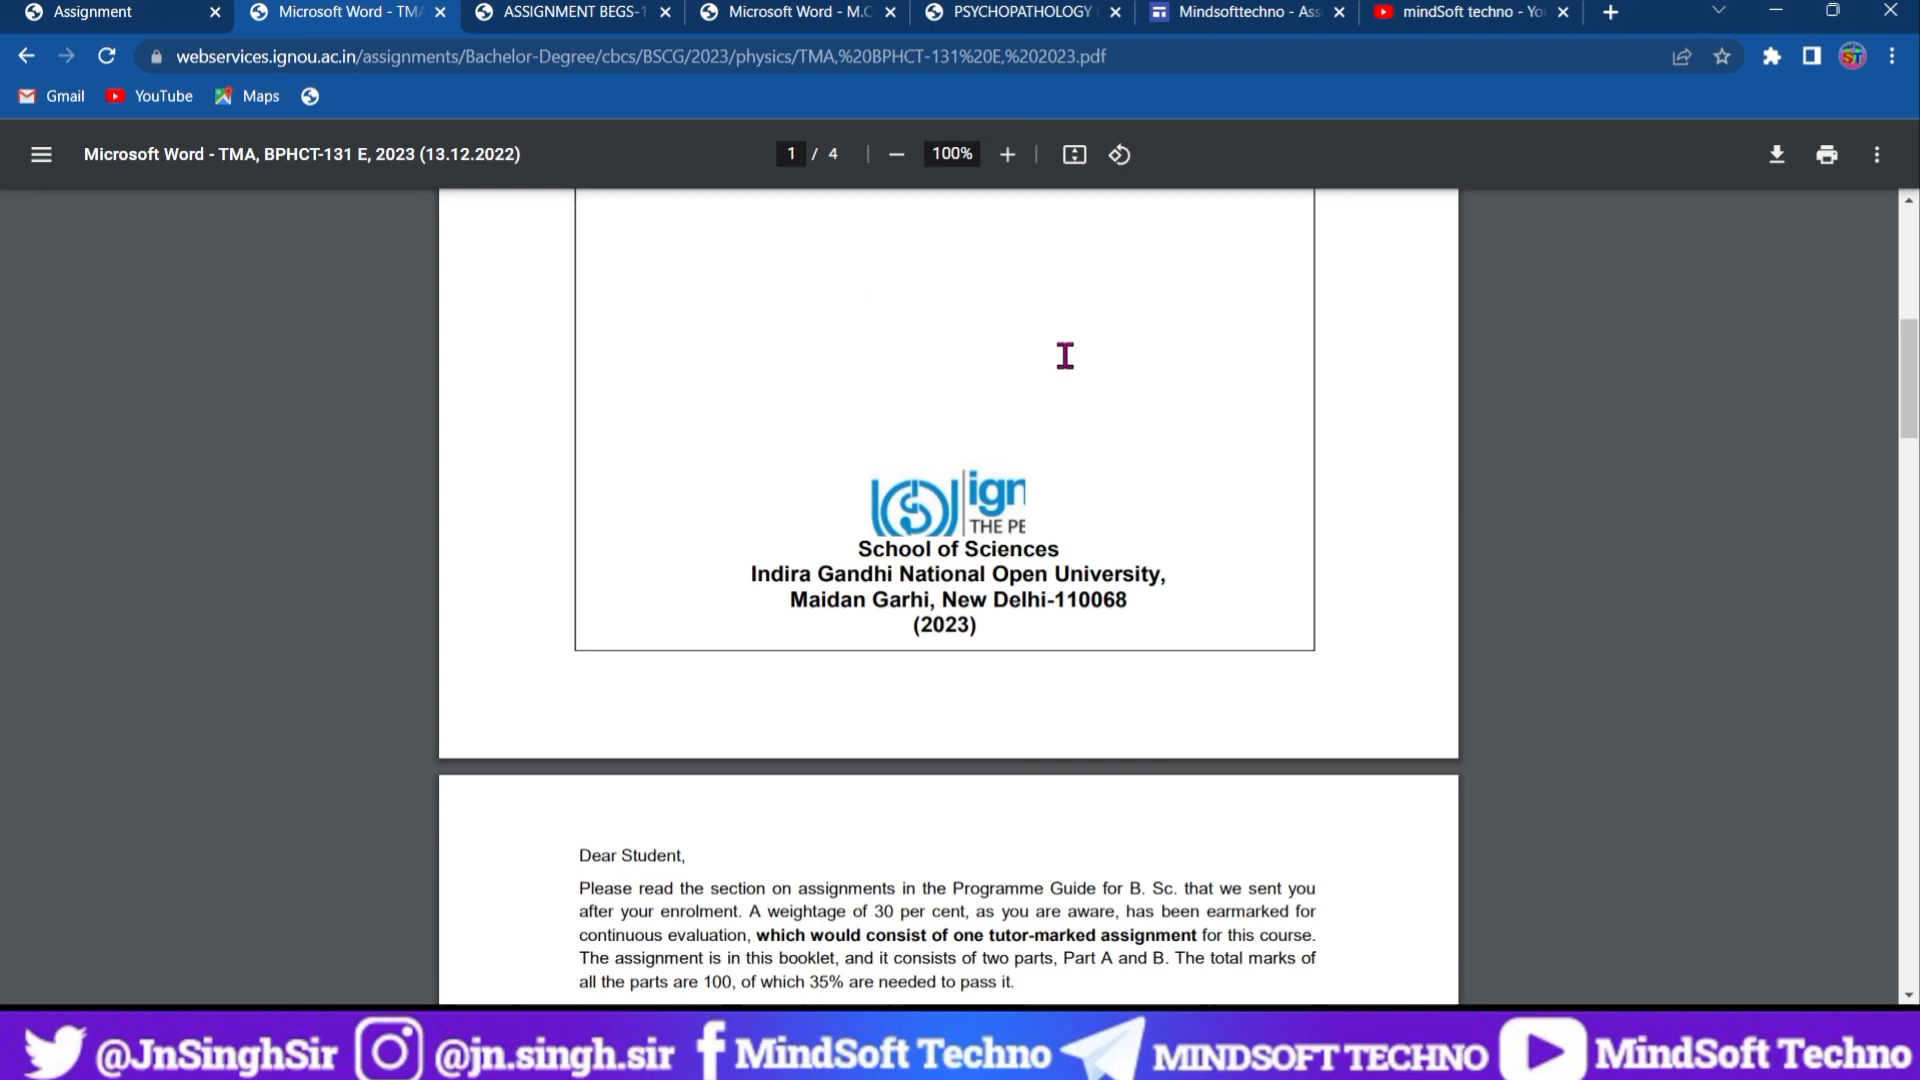 Assignment
Microsoft Word - TMA
ASSIGNMENT BEGS-1
Microsoft Word - M.C
PSYCHOPATHOLOGY
Mindsofttechno - Ass
mindSoft techno - Yo
webservices.ignou.ac.in/assignments/Bachelor-Degree/cbcs/BSCG/2023/physics/TMA,%20BPHCT-131%20E,%202023.pdf
ST
Gmail
YouTube
Maps
Microsoft Word - TMA, BPHCT-131 E, 2023 (13.12.2022)
1 / 4
100%
ign
THE PE
School of Sciences
Indira Gandhi National Open University,
Maidan Garhi, New Delhi-110068
(2023)
Dear Student,
Please read the section on assignments in the Programme Guide for B. Sc. that we sent you
after your enrolment. A weightage of 30 per cent, as you are aware, has been earmarked for
continuous evaluation, which would consist of one tutor-marked assignment for this course.
The assignment is in this booklet, and it consists of two parts, Part A and B. The total marks of
all the parts are 100, of which 35% are needed to pass it.
@JnSinghSir
@jn.singh.sir
MindSoft Techno
MINDSOFT TECHNO
MindSoft Techno